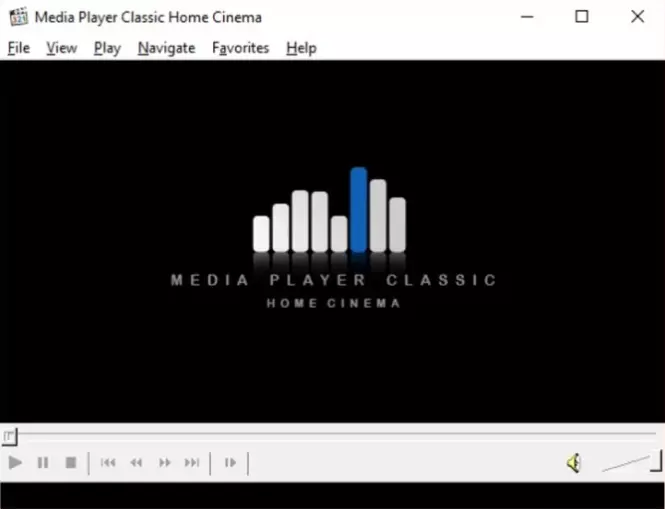 Media Player Classic Home Cinema
File View Play Navigate Favorites Help
MEDIA PLAYER CLASSIC
HOME CINEMA